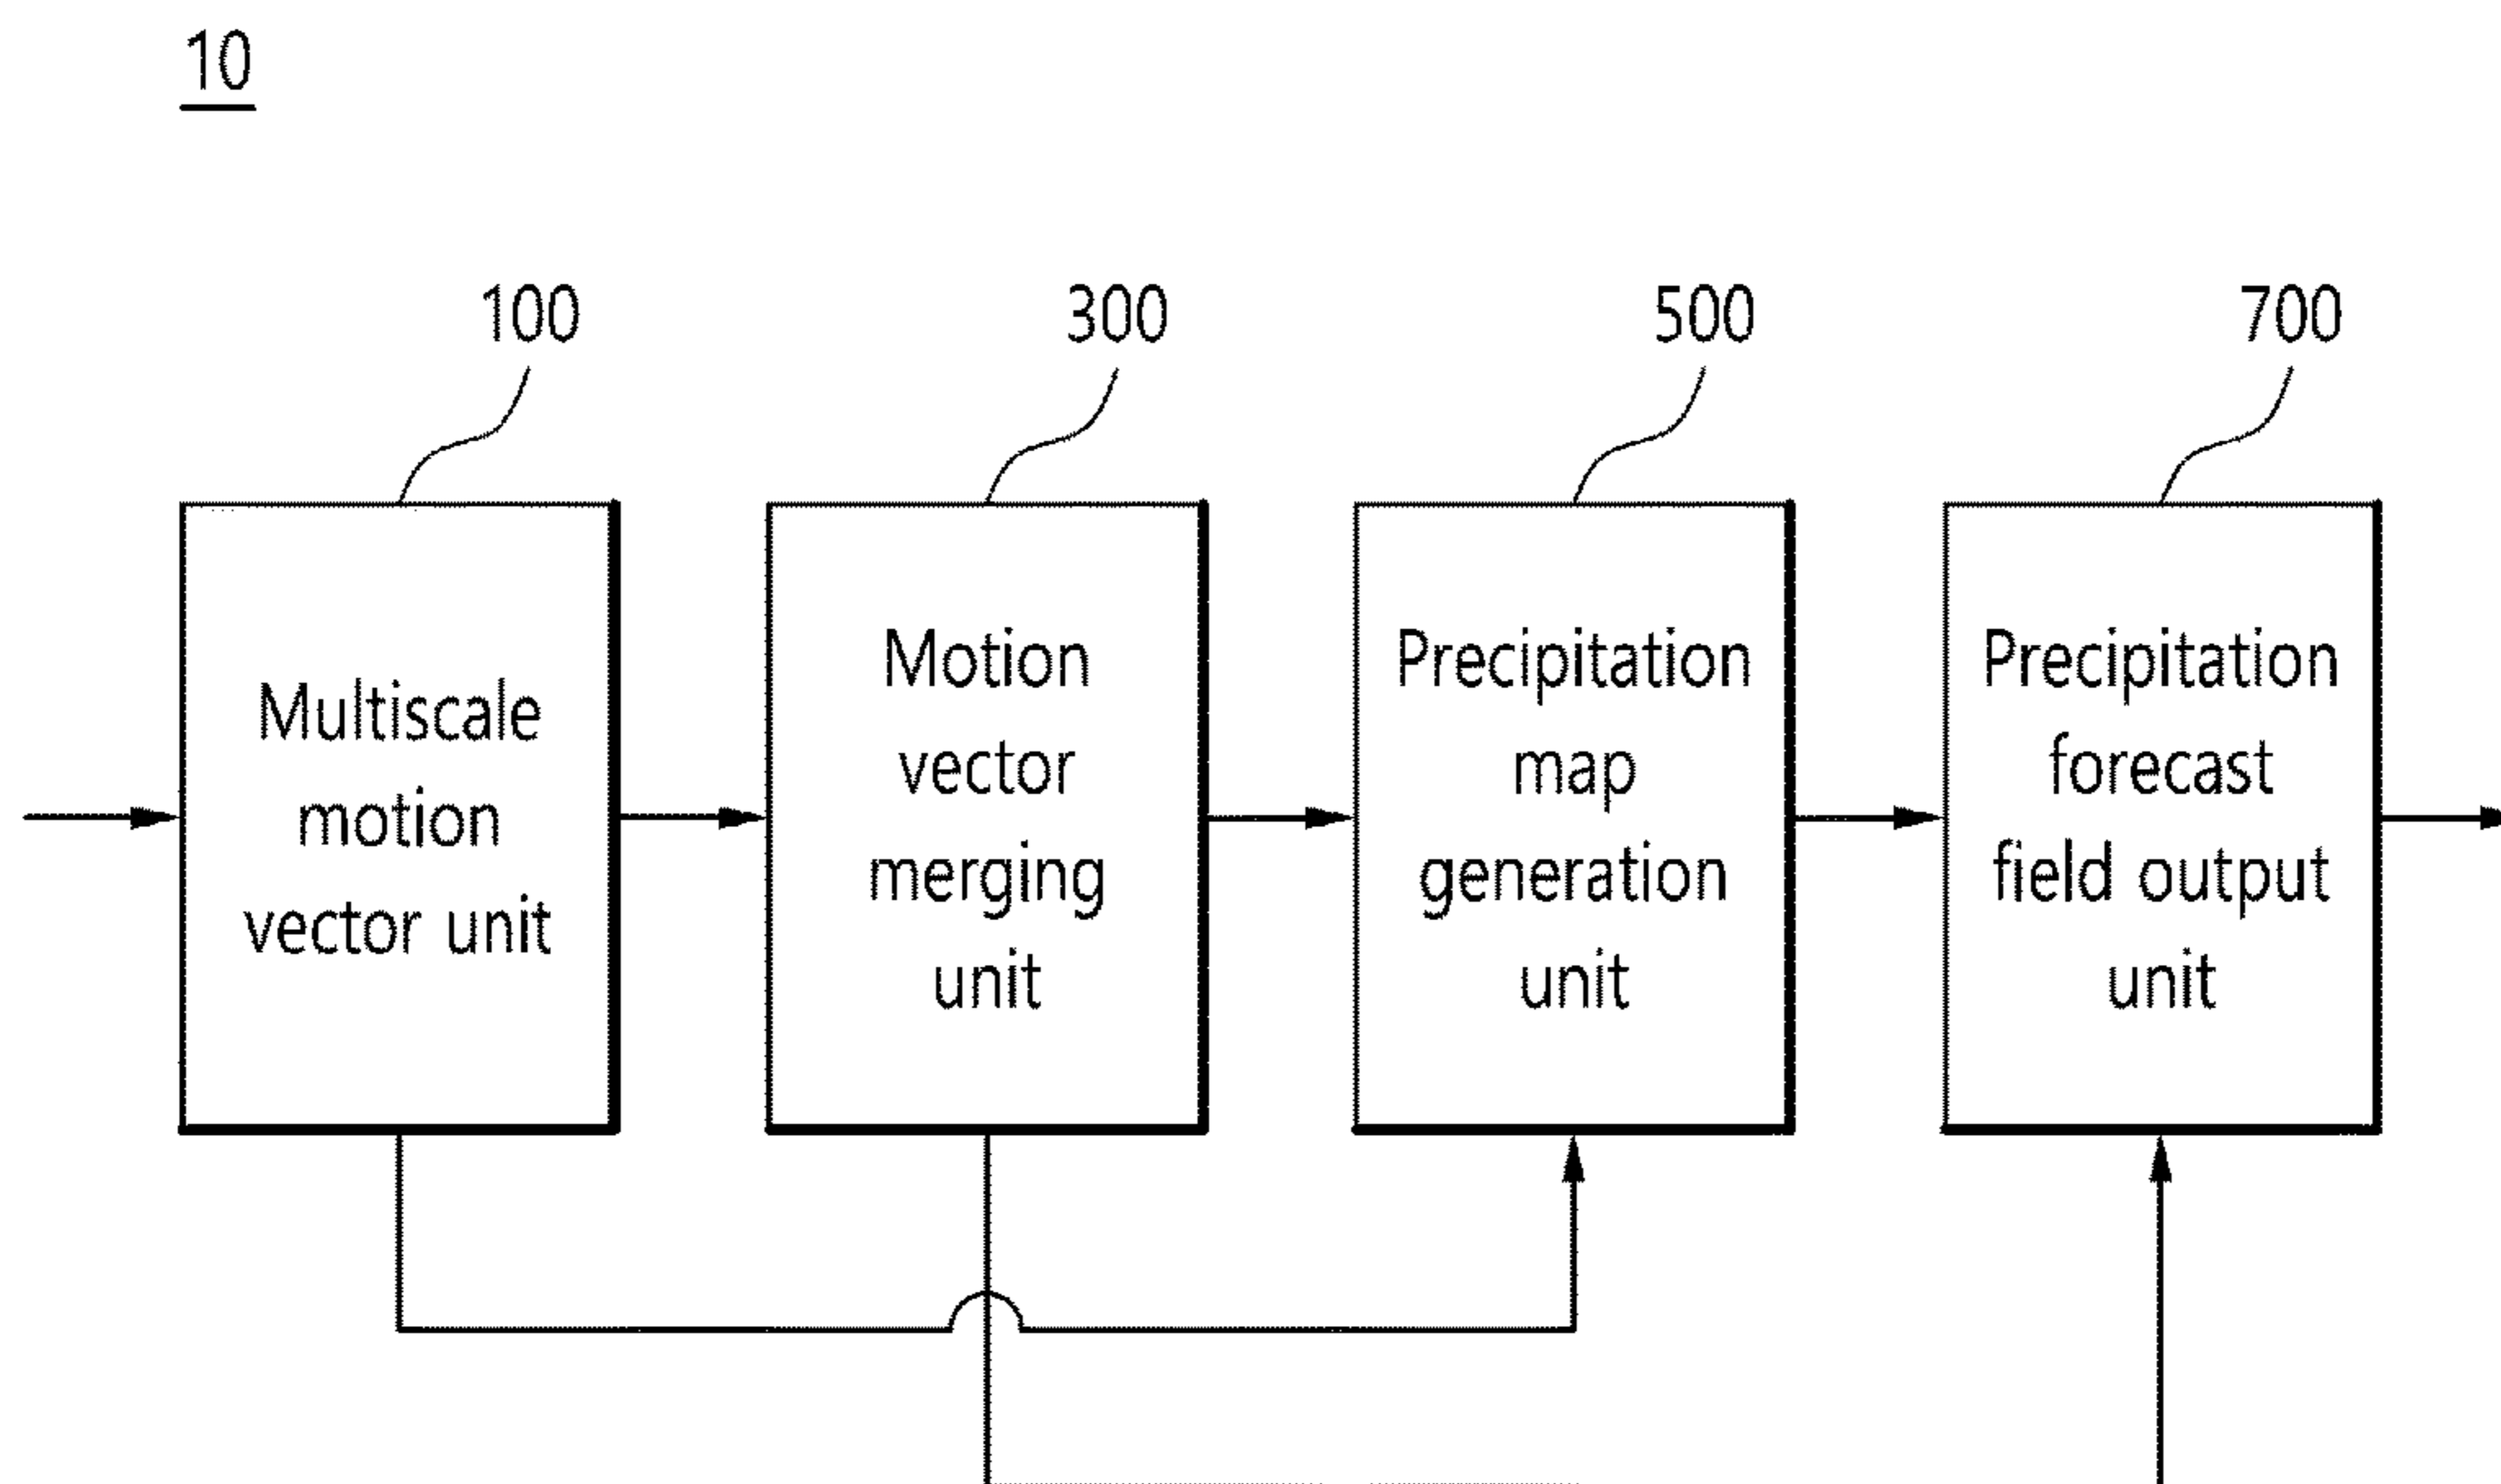 10
100
300
500
700
Multiscale
motion
vector unit
Motion
vector
merging
unit
Precipitation
map
generation
unit
Precipitation
forecast
field output
unit